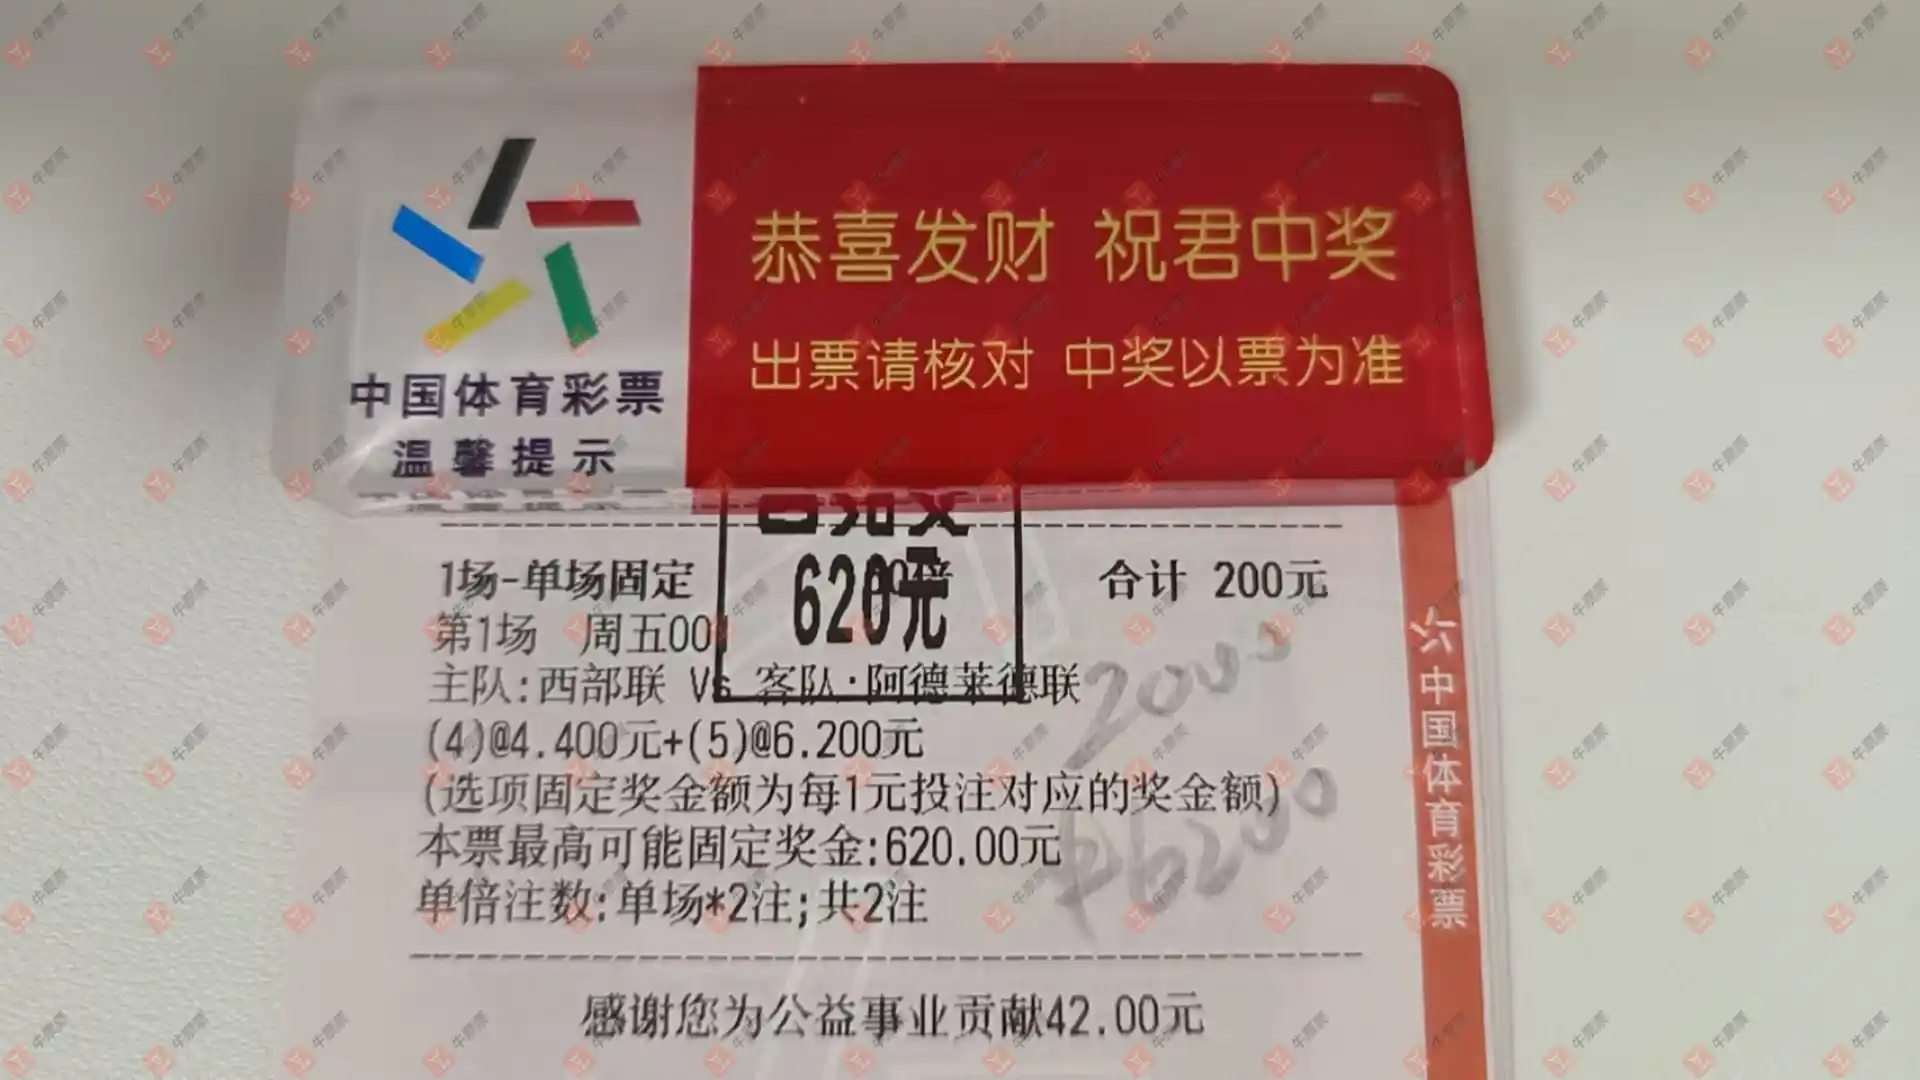 恭喜发财 祝君中奖
出票请核对 中奖以票为准
中国体育彩票
温馨提示
1场-单场固定
合计 200元
620元
第1场 周五001
主队:西部联 Vs 客队:阿德莱德联
(4)@4.400元+(5)@6.200元
(选项固定奖金额为每1元投注对应的奖金额)
本票最高可能固定奖金:620.00元
单倍注数:单场*2注;共2注
感谢您为公益事业贡献42.00元
2000
6200
中国体育彩票